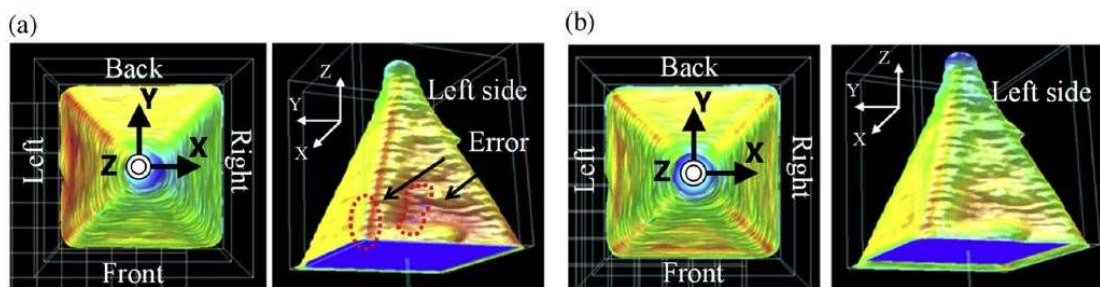 (a)
Back
Y
Left
Z
X
Right
Front
Z
Y
X
Left side
Error
(b)
Back
Y
Left
Z
X
Right
Front
Z
Y
X
Left side